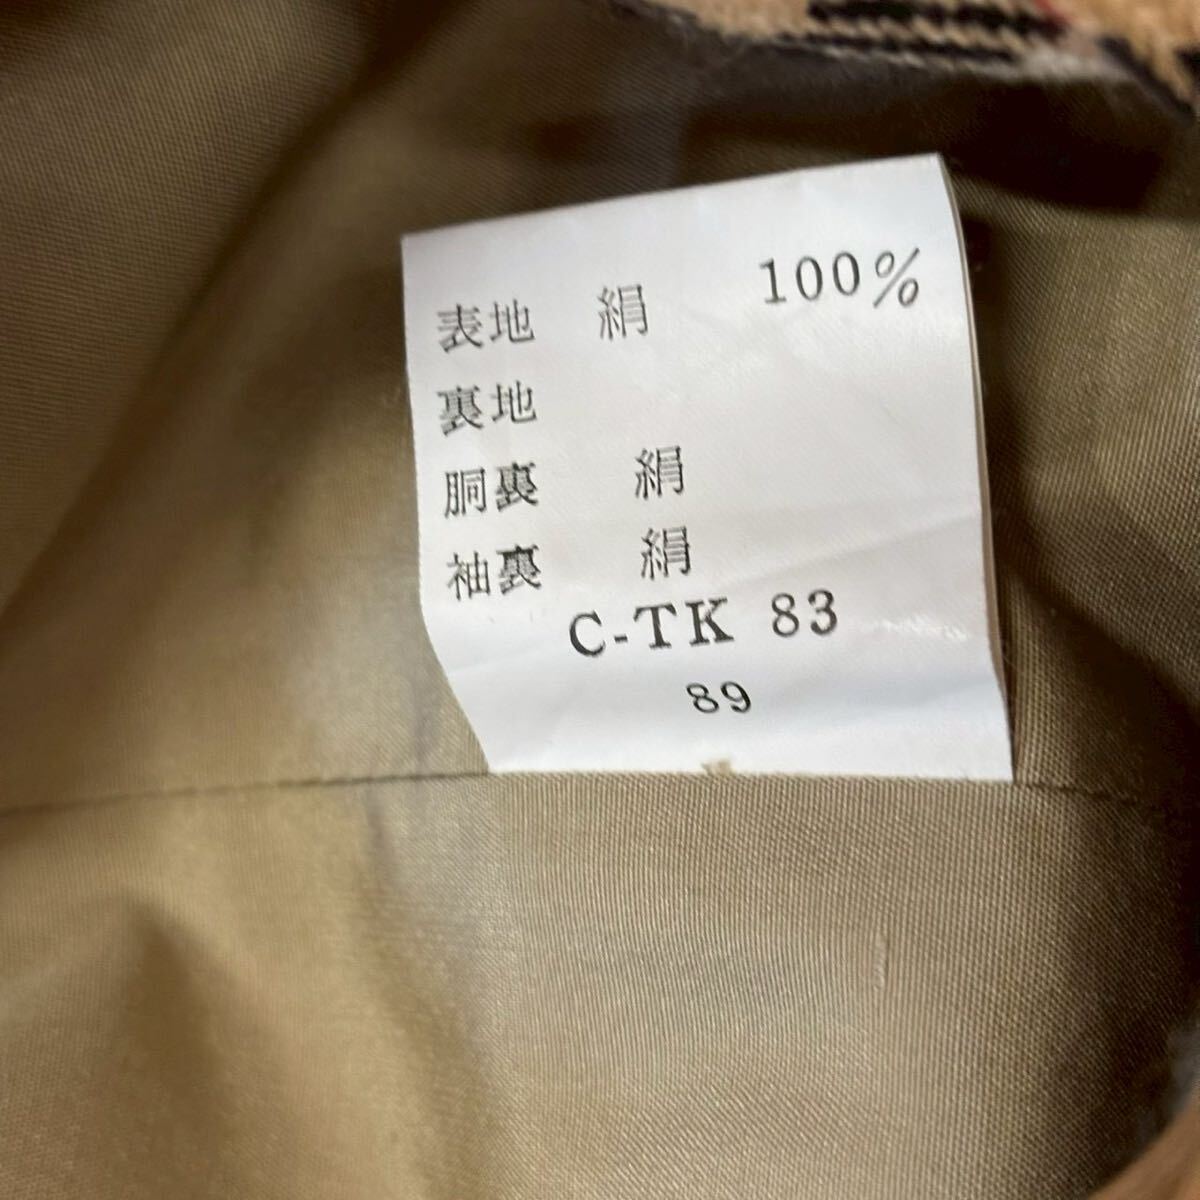 表地 絹 100%
裏地
胴裏 絹
袖裏 絹
C-TK 83
89